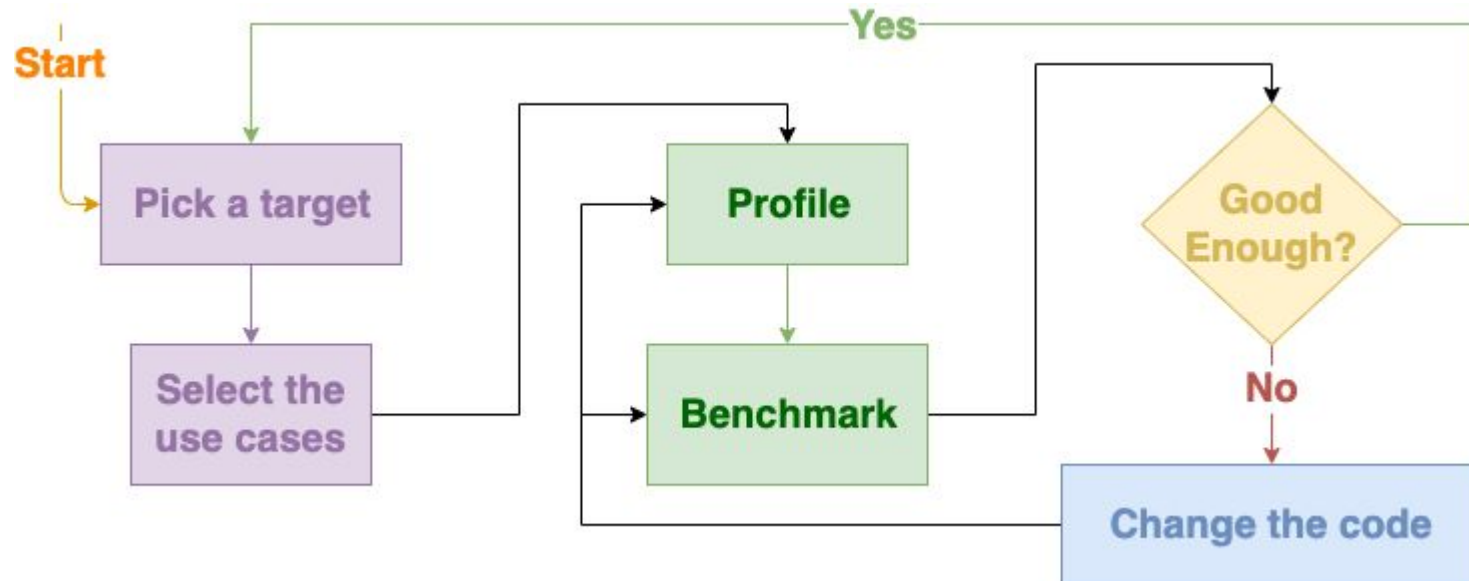 Start
Yes
Pick a target
Select the
use cases
Profile
Benchmark
Good
Enough?
No
Change the code